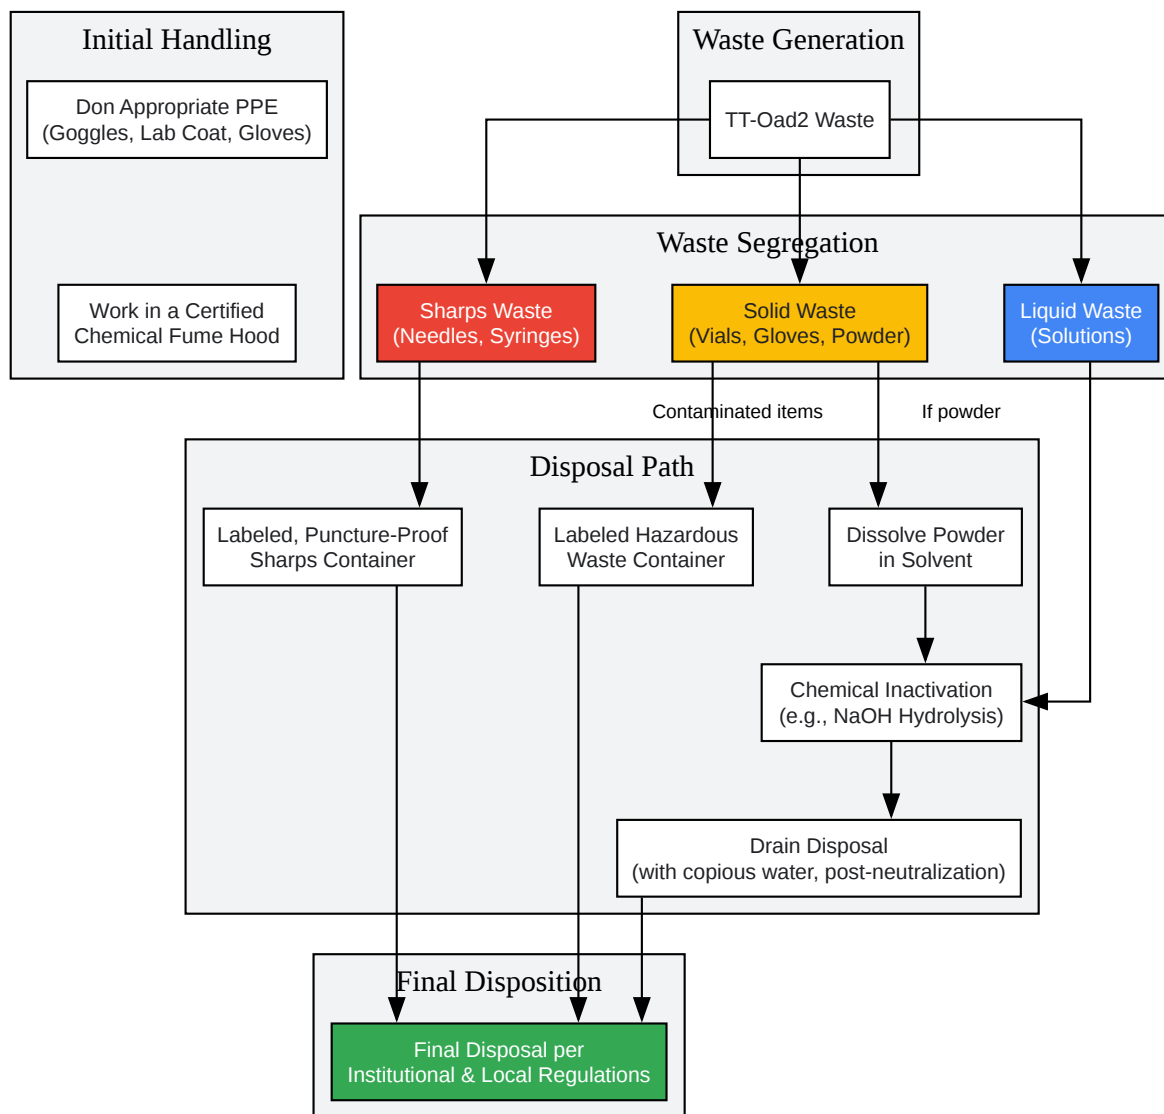 Initial Handling
Don Appropriate PPE
(Goggles, Lab Coat, Gloves)
Work in a Certified
Chemical Fume Hood
Waste Generation
TT-Oad2 Waste
Waste Segregation
Sharps Waste
(Needles, Syringes)
Solid Waste
(Vials, Gloves, Powder)
Liquid Waste
(Solutions)
Contaminated items
If powder
Disposal Path
Labeled, Puncture-Proof
Sharps Container
Labeled Hazardous
Waste Container
Dissolve Powder
in Solvent
Chemical Inactivation
(e.g., NaOH Hydrolysis)
Drain Disposal
(with copious water, post-neutralization)
Final Disposition
Final Disposal per
Institutional & Local Regulations